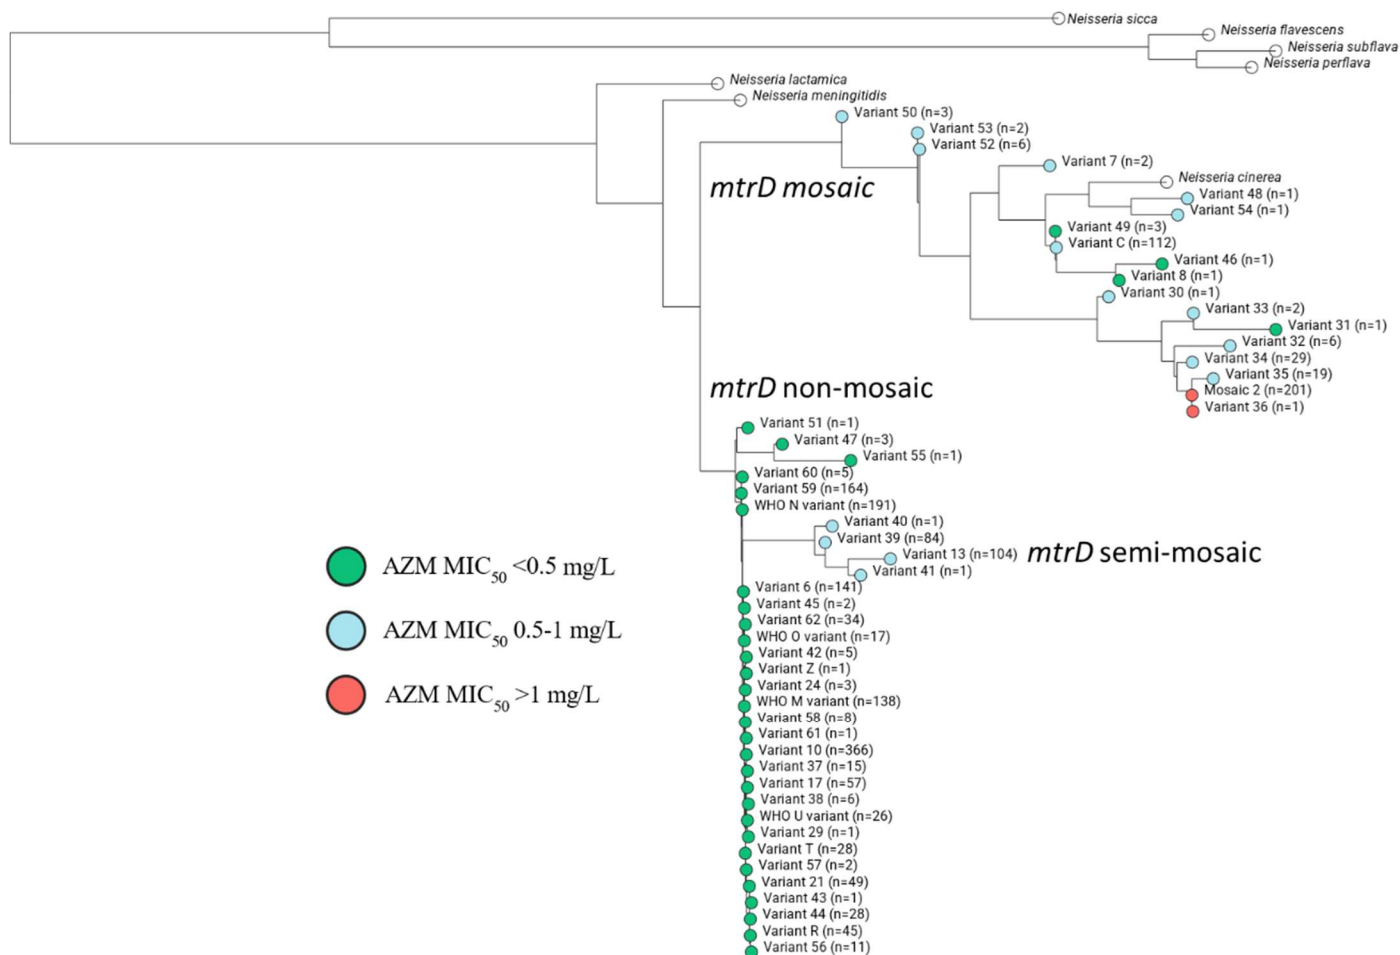 Neisseria sicca
Neisseria flavescens
Neisseria subflava
Neisseria perflava
Neisseria lactamica
Neisseria meningitidis
Variant 50 (n=3)
Variant 53 (n=2)
Variant 52 (n=6)
Variant 7 (n=2)
Neisseria cinerea
mtrD mosaic
Variant 48 (n=1)
Variant 54 (n=1)
Variant 49 (n=3)
Variant C (n=112)
Variant 46 (n=1)
Variant 8 (n=1)
Variant 30 (n=1)
Variant 33 (n=2)
Variant 31 (n=1)
Variant 32 (n=6)
Variant 34 (n=29)
Variant 35 (n=19)
Mosaic 2 (n=201)
Variant 36 (n=1)
mtrD non-mosaic
Variant 51 (n=1)
Variant 47 (n=3)
Variant 55 (n=1)
Variant 60 (n=5)
Variant 59 (n=164)
WHO N variant (n=191)
Variant 40 (n=1)
Variant 39 (n=84)
Variant 13 (n=104)
mtrD semi-mosaic
Variant 41 (n=1)
AZM MIC50 <0.5 mg/L
AZM MIC50 0.5-1 mg/L
AZM MIC50 >1 mg/L
Variant 6 (n=141)
Variant 45 (n=2)
Variant 62 (n=34)
WHO O variant (n=17)
Variant 42 (n=5)
Variant Z (n=1)
Variant 24 (n=3)
WHO M variant (n=138)
Variant 58 (n=8)
Variant 61 (n=1)
Variant 10 (n=366)
Variant 37 (n=15)
Variant 17 (n=57)
Variant 38 (n=6)
WHO U variant (n=26)
Variant 29 (n=1)
Variant T (n=28)
Variant 57 (n=2)
Variant 21 (n=49)
Variant 43 (n=1)
Variant 44 (n=28)
Variant R (n=45)
Variant 56 (n=11)